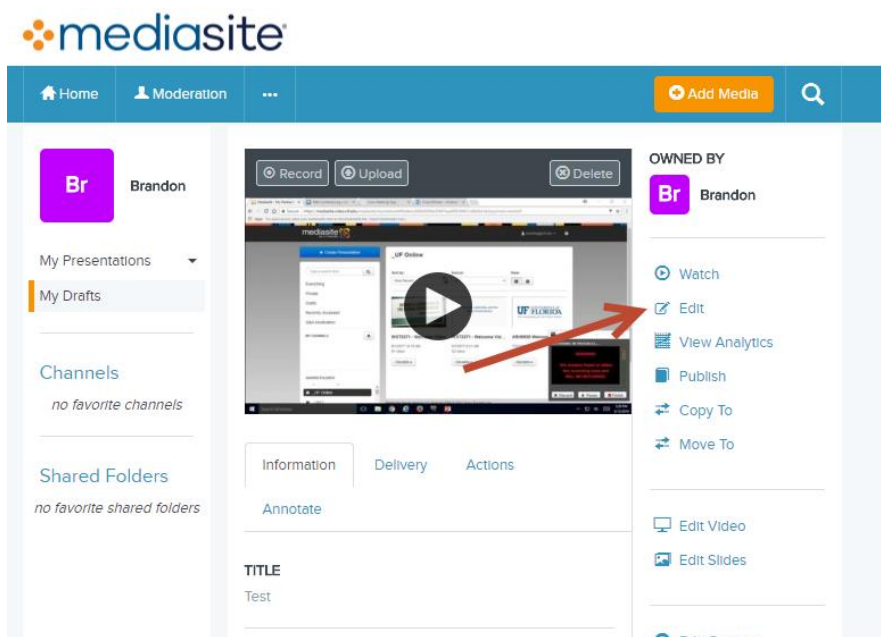 mediasite
Home
Moderation
...
Add Media
Br
Brandon
My Presentations
My Drafts
Channels
no favorite channels
Shared Folders
no favorite shared folders
Record
Upload
Delete
mediasite
_UF Online
UF FLORIDA
Information
Delivery
Actions
Annotate
TITLE
Test
OWNED BY
Br
Brandon
Watch
Edit
View Analytics
Publish
Copy To
Move To
Edit Video
Edit Slides